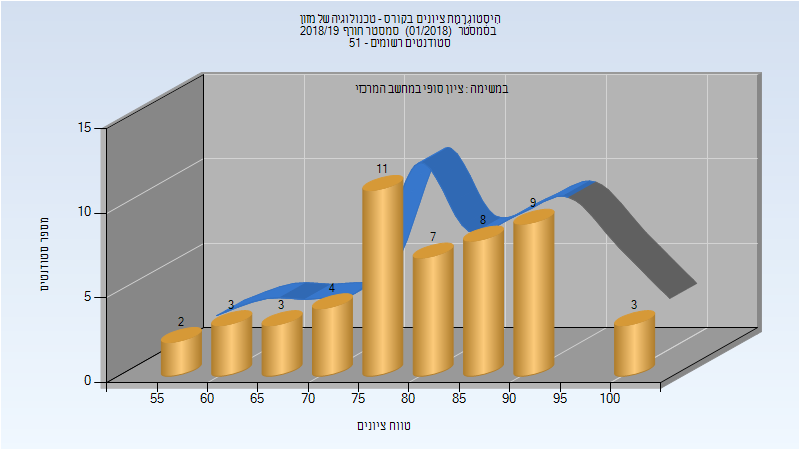 היסטוגרמת ציונים בקורס - טכנולוגיה של מזון
בסמסטר (01/2018) סמסטר חורף 2018/19
סטודנטים רשומים - 51
במשימה : ציון סופי במחשב המרכזי
מספר סטודנטים
15
10
5
0
2
3
3
4
11
7
8
9
3
55 60 65 70 75 80 85 90 95 100
טווח ציונים